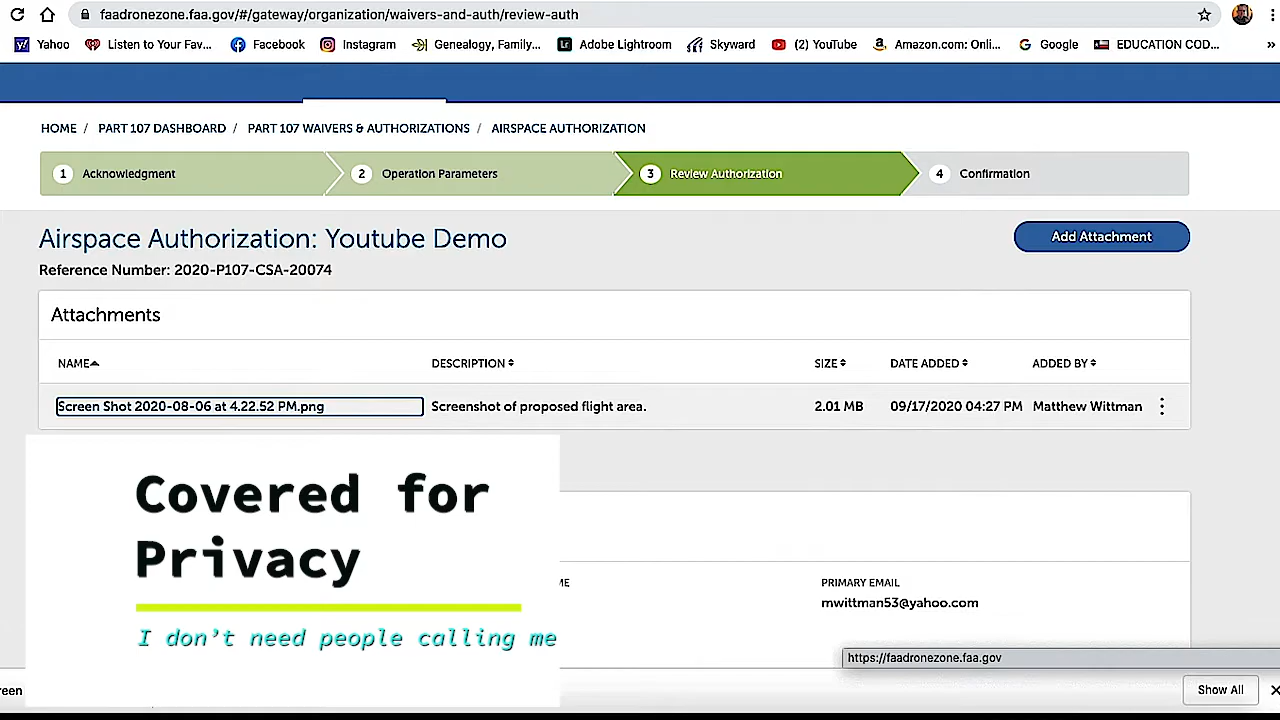 faadronezone.faa.gov/#/gateway/organization/waivers-and-auth/review-auth
Yahoo Listen to Your Fav... Facebook Instagram Genealogy, Family... Lr Adobe Lightroom Skyward (2) YouTube Amazon.com: Onli... Google EDUCATION COD... »
HOME / PART 107 DASHBOARD / PART 107 WAIVERS & AUTHORIZATIONS / AIRSPACE AUTHORIZATION
1 Acknowledgment 2 Operation Parameters 3 Review Authorization 4 Confirmation
Airspace Authorization: Youtube Demo
Add Attachment
Reference Number: 2020-P107-CSA-20074
Attachments
NAME DESCRIPTION SIZE DATE ADDED ADDED BY
Screen Shot 2020-08-06 at 4.22.52 PM.png Screenshot of proposed flight area. 2.01 MB 09/17/2020 04:27 PM Matthew Wittman
Covered for
Privacy
I don't need people calling me
ME PRIMARY EMAIL
mwittman53@yahoo.com
https://faadronezone.faa.gov
reen Show All